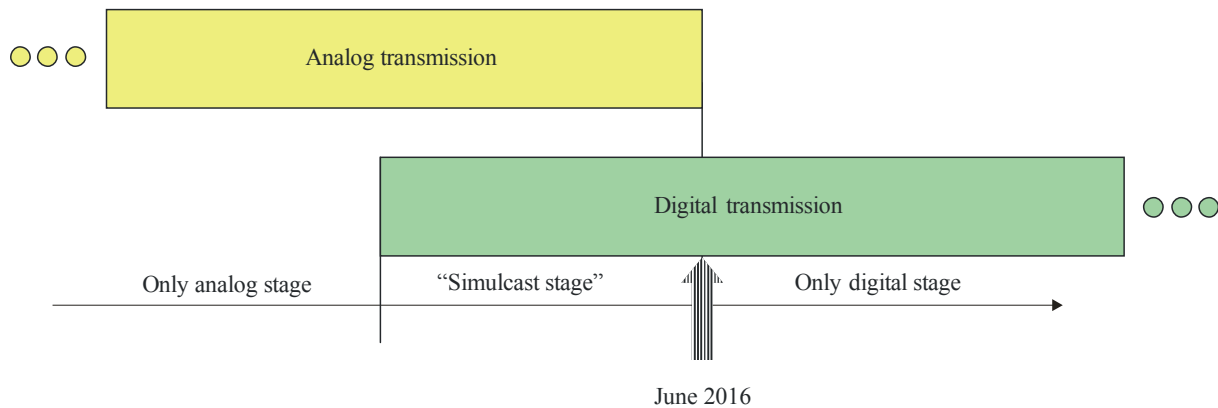 Analog transmission
Digital transmission
Only analog stage
“Simulcast stage”
Only digital stage
June 2016